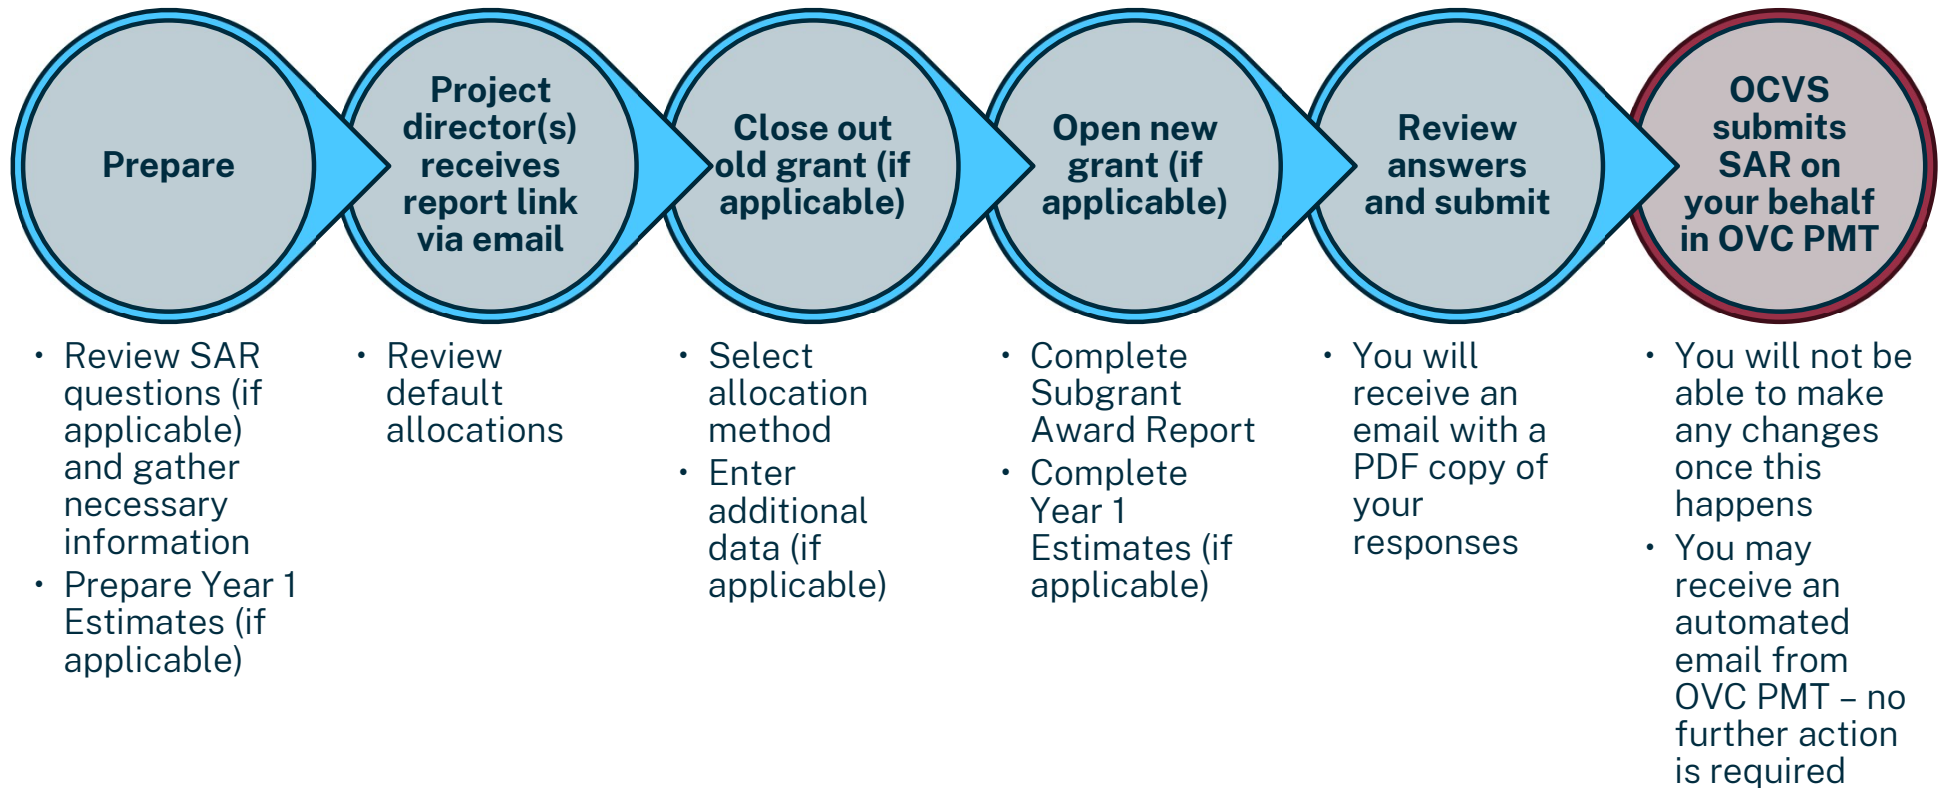 Prepare
Project
director(s)
receives
report link
via email
Close out
old grant (if
applicable)
Open new
grant (if
applicable)
Review
answers
and submit
OCVS
submits
SAR on
your behalf
in OVC PMT
• Review SAR
questions (if
applicable)
and gather
necessary
information
• Prepare Year 1
Estimates (if
applicable)
• Review
default
allocations
• Select
allocation
method
• Enter
additional
data (if
applicable)
• Complete
Subgrant
Award Report
• Complete
Year 1
Estimates (if
applicable)
• You will
receive an
email with a
PDF copy of
your
responses
• You will not be
able to make
any changes
once this
happens
• You may
receive an
automated
email from
OVC PMT – no
further action
is required